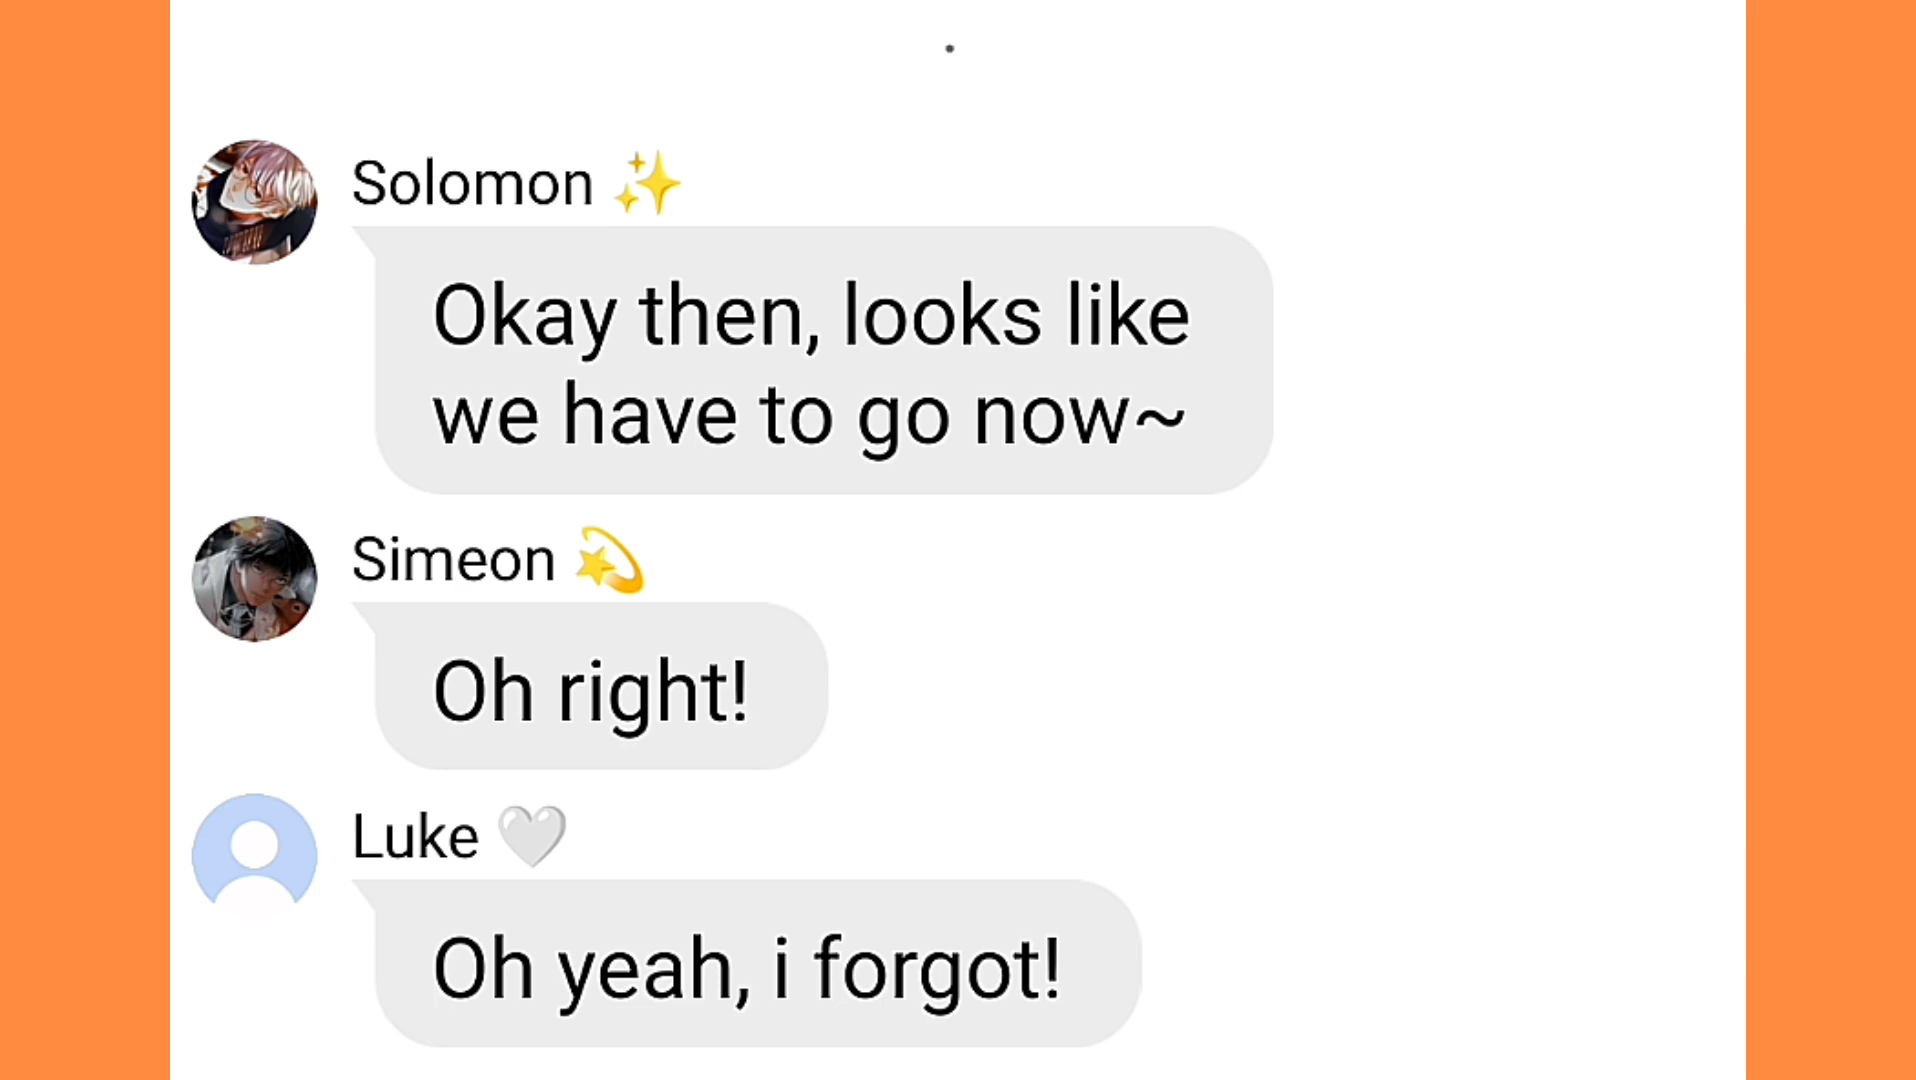 Solomon ✨
Okay then, looks like
we have to go now~
Simeon 💫
Oh right!
Luke 🤍
Oh yeah, i forgot!